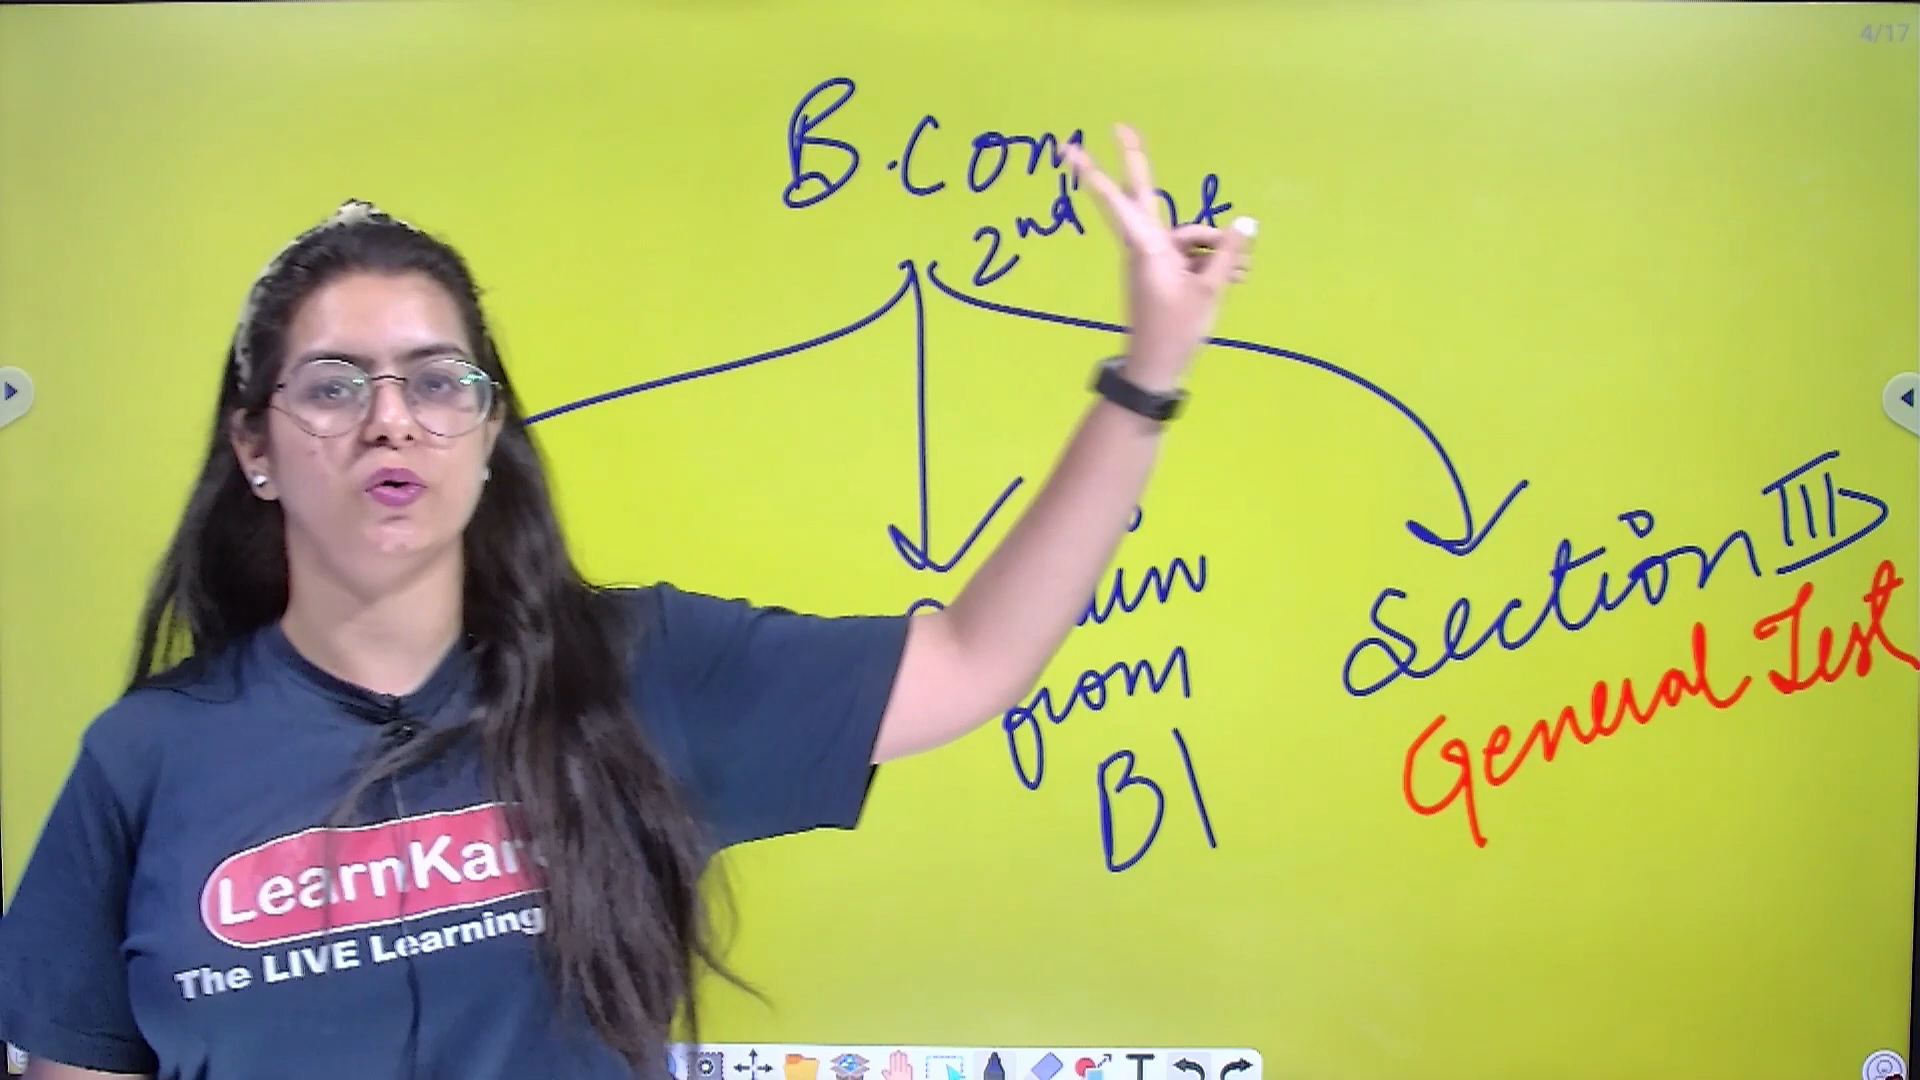 4/17
B.Com
2nd
Section III
General Test
from
B1
LearnKar
The LIVE Learning